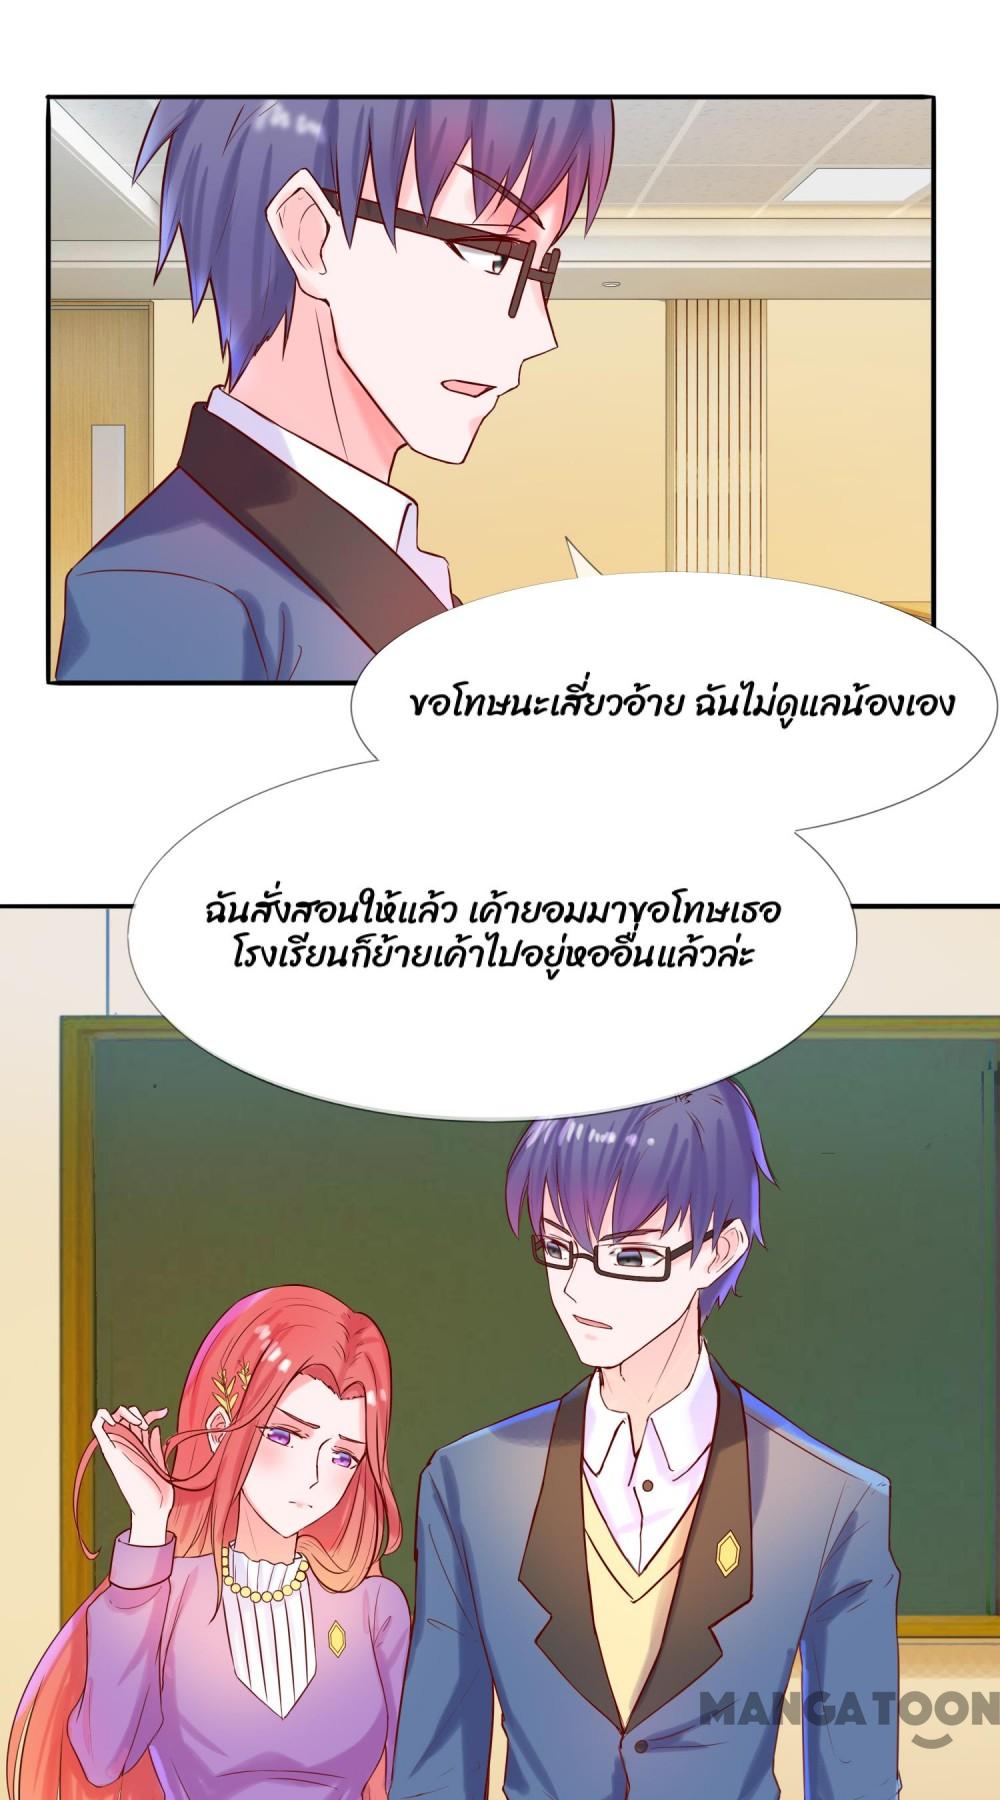 ขอโทษนะเสี่ยวอ้าย ฉันไม่ดูแลน้องเอง
ฉันสั่งสอนให้แล้ว เค้ายอมมาขอโทษเธอ
โรงเรียนก็ย้ายเค้าไปอยู่หออื่นแล้วล่ะ
MANGATOON